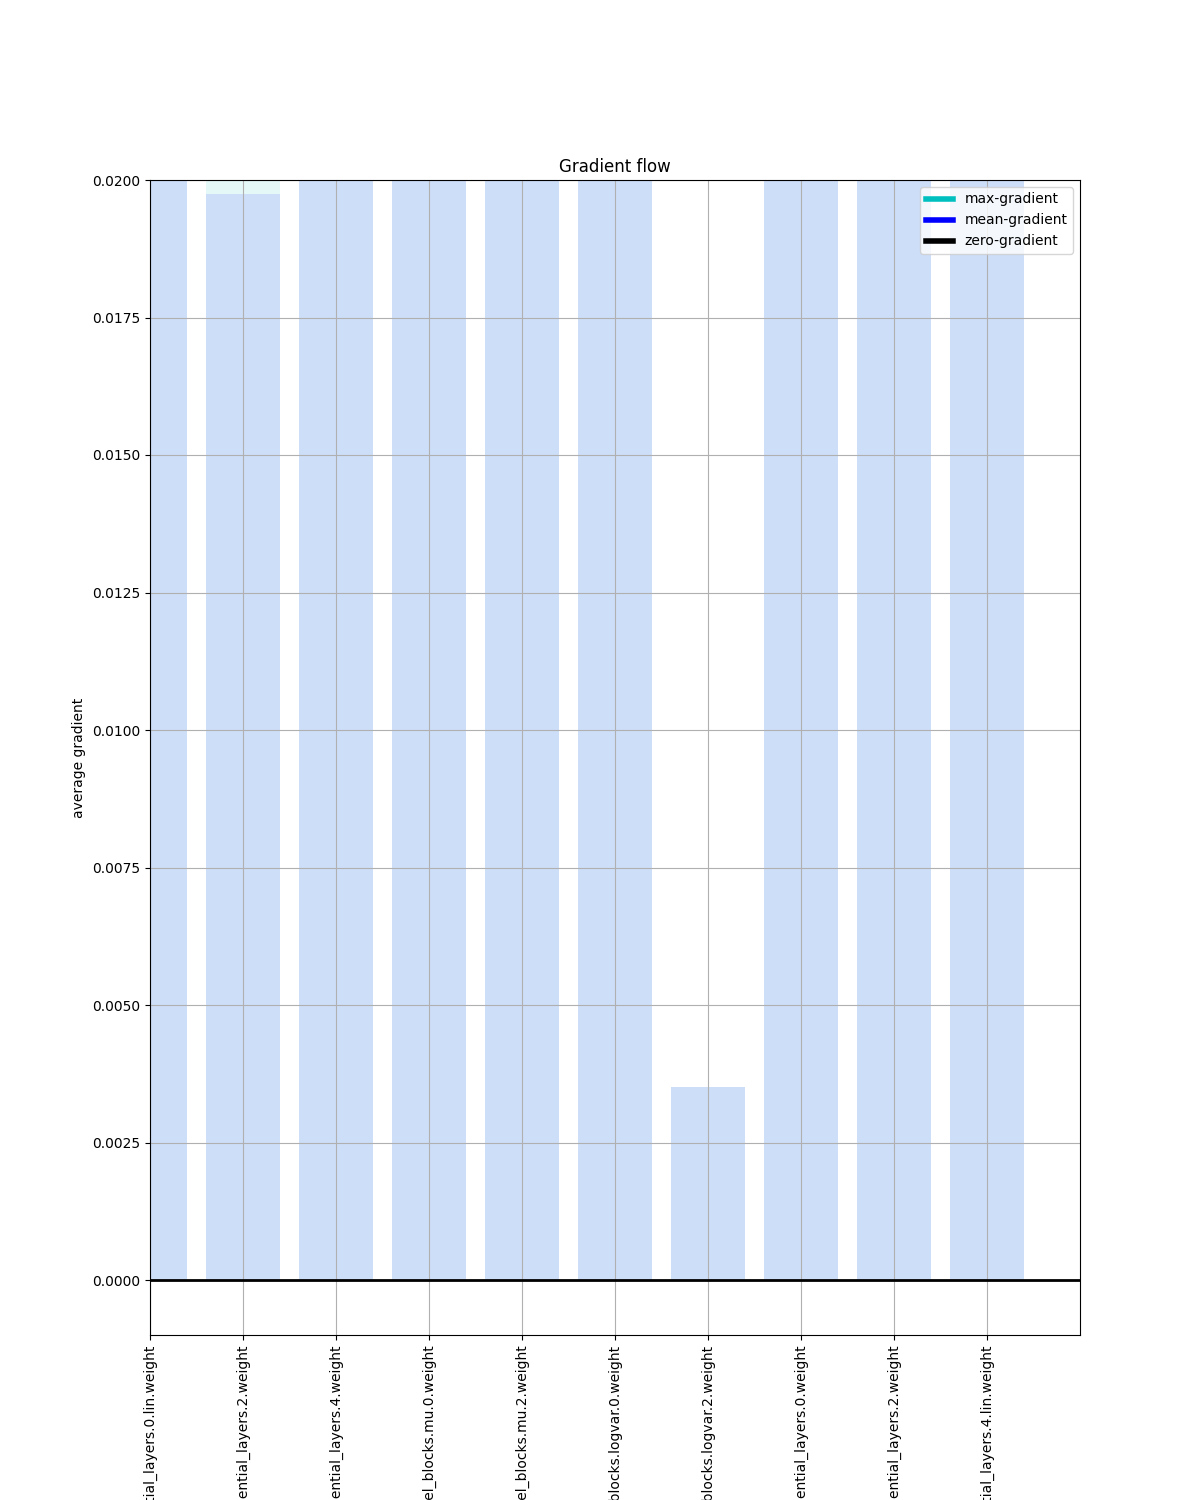 Gradient flow
max-gradient
mean-gradient
zero-gradient
average gradient
0.0200
0.0175
0.0150
0.0125
0.0100
0.0075
0.0050
0.0025
0.0000
tial_layers.0.lin.weight
ential_layers.2.weight
ential_layers.4.weight
el_blocks.mu.0.weight
el_blocks.mu.2.weight
blocks.logvar.0.weight
blocks.logvar.2.weight
ential_layers.0.weight
ential_layers.2.weight
tial_layers.4.lin.weight